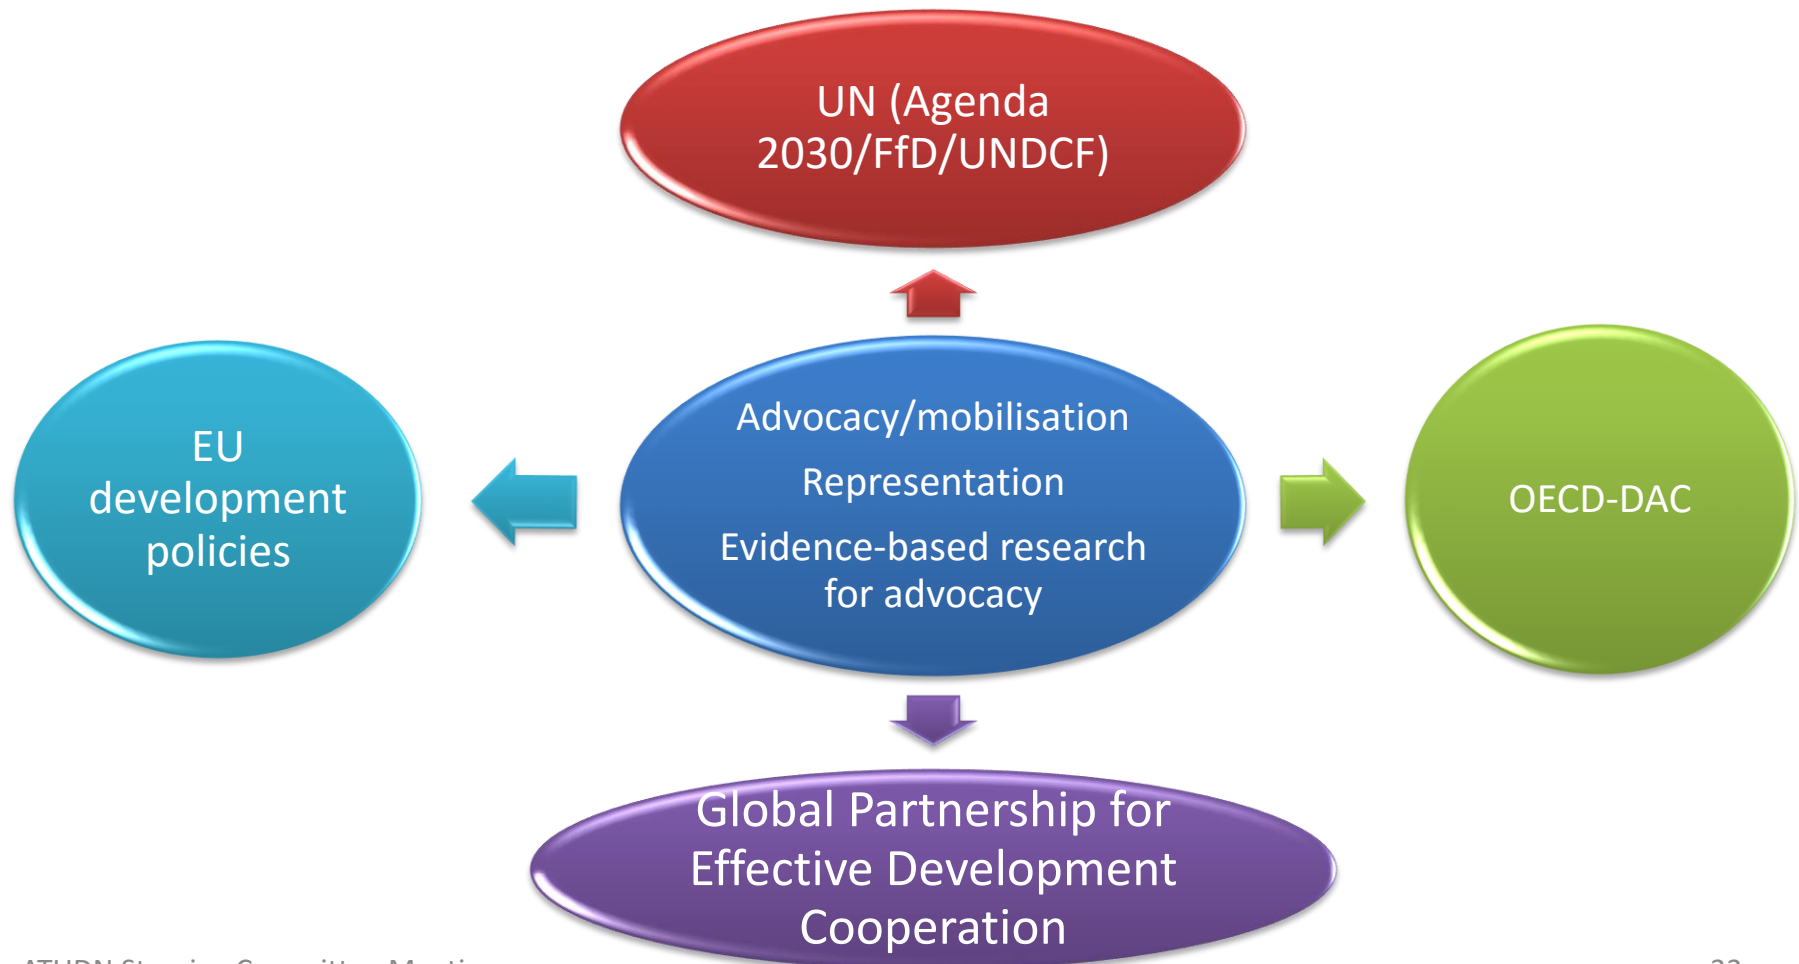 UN (Agenda
2030/FfD/UNDCF)
EU
development
policies
Advocacy/mobilisation
Representation
Evidence-based research
for advocacy
OECD-DAC
Global Partnership for
Effective Development
Cooperation